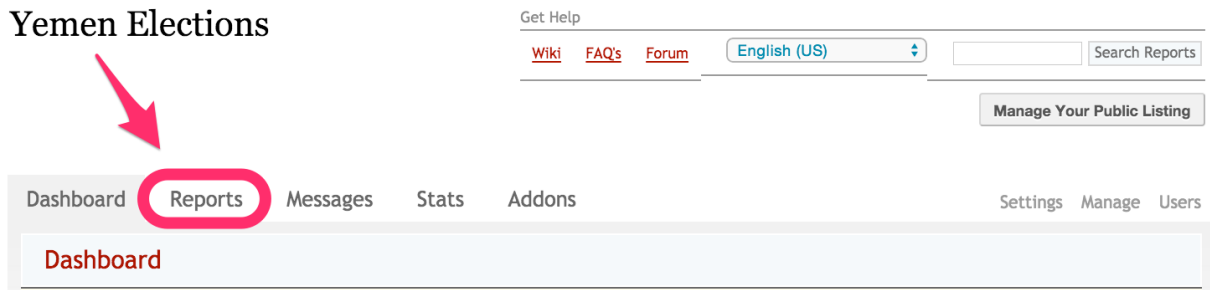 Yemen Elections
Get Help
Wiki FAQ's Forum English (US) Search Reports
Manage Your Public Listing
Dashboard Reports Messages Stats Addons Settings Manage Users
Dashboard